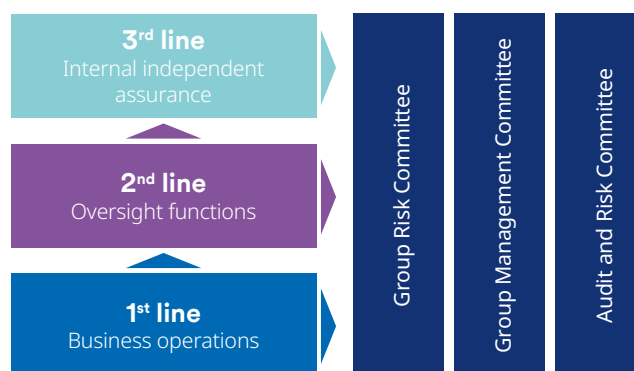 3rd line
Internal independent
assurance
2nd line
Oversight functions
1st line
Business operations
Group Risk Committee
Group Management Committee
Audit and Risk Committee